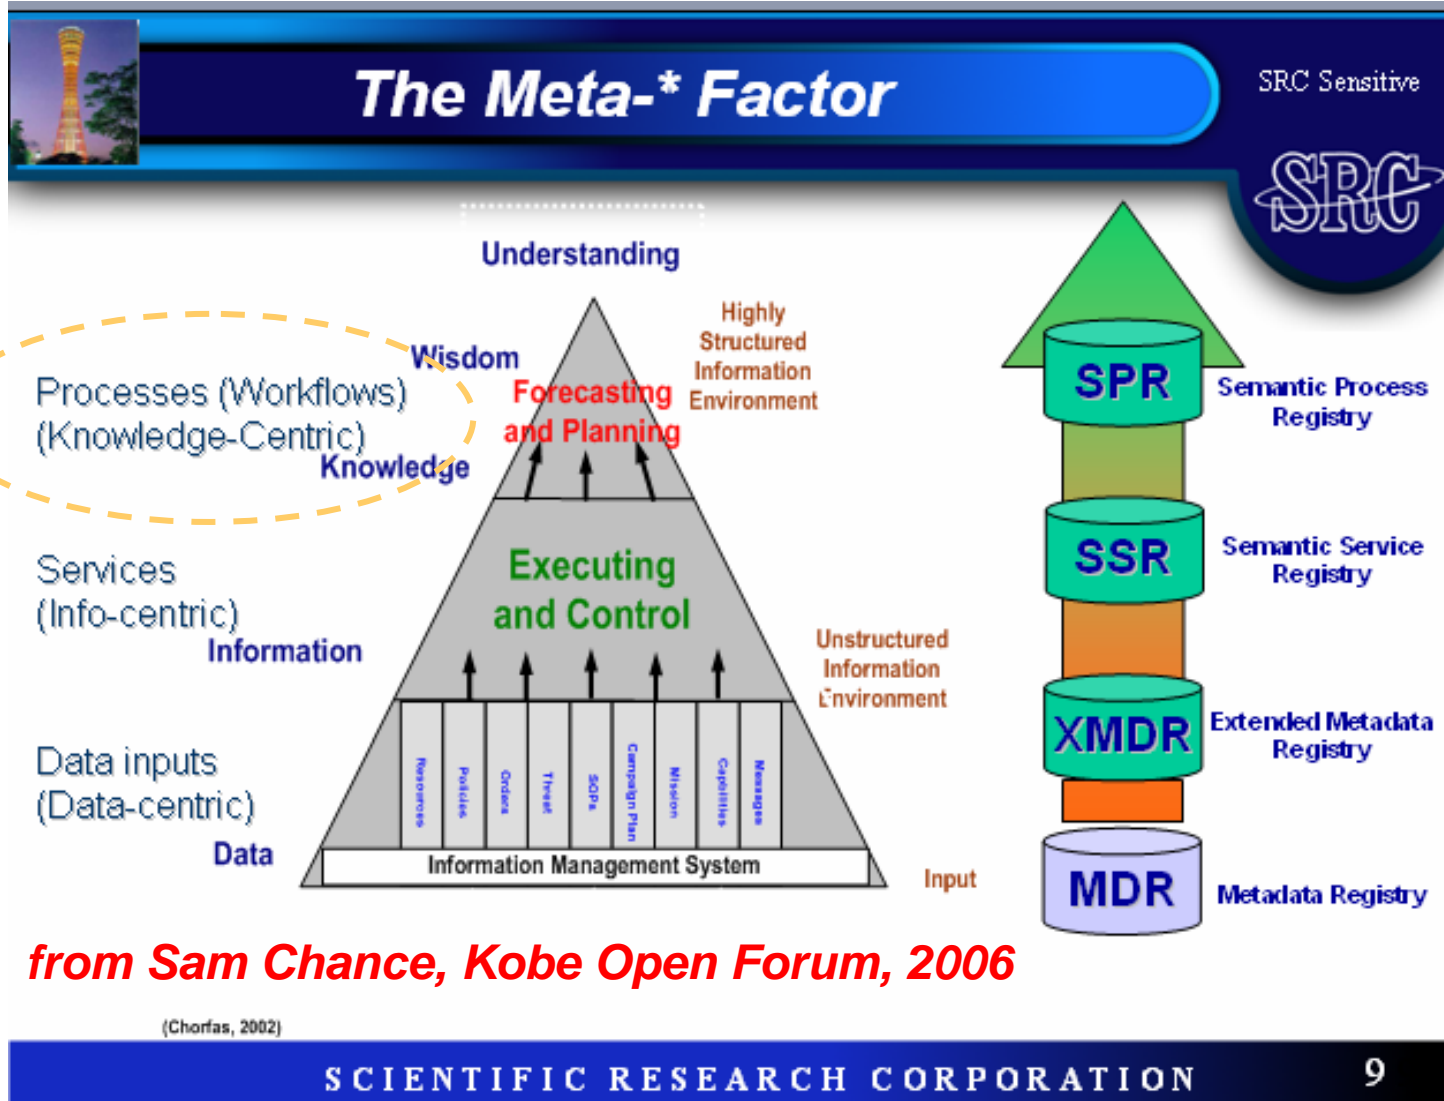 The Meta-* Factor
SRC Sensitive
SRC
Understanding
Wisdom
Highly
Structured
Information
Environment
Processes (Workflows)
(Knowledge-Centric)
Knowledge
Forecasting
and Planning
Services
(Info-centric)
Information
Executing
and Control
Unstructured
Information
Environment
Data inputs
(Data-centric)
Data
Resources
Policies
Orders
Threat
SOPs
Campaign Plan
Mission
Capbilities
Messages
Information Management System
Input
SPR
Semantic Process
Registry
SSR
Semantic Service
Registry
XMDR
Extended Metadata
Registry
MDR
Metadata Registry
from Sam Chance, Kobe Open Forum, 2006
(Chorfas, 2002)
SCIENTIFIC RESEARCH CORPORATION
9